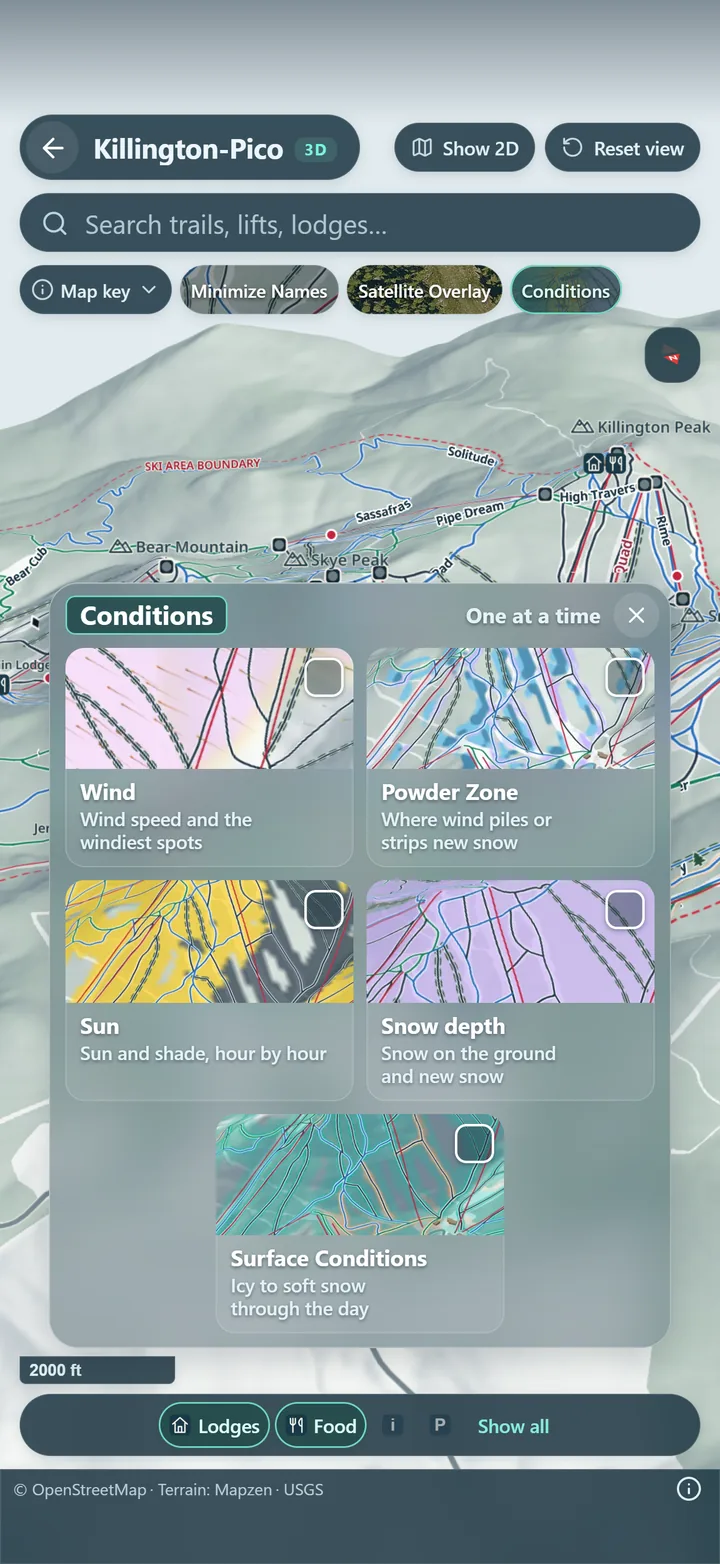 Killington-Pico 3D
Show 2D
Reset view
Search trails, lifts, lodges...
Map key
Minimize Names
Satellite Overlay
Conditions
Killington Peak
SKI AREA BOUNDARY
Solitude
High Travers
Sassafras
Pipe Dream
Rime
Quad
Bear Mountain
Skye Peak
Bear Cub
Conditions
One at a time
in Lodge
Wind
Wind speed and the
windiest spots
Powder Zone
Where wind piles or
strips new snow
Jer
Sun
Sun and shade, hour by hour
Snow depth
Snow on the ground
and new snow
Surface Conditions
Icy to soft snow
through the day
2000 ft
Lodges
Food
i
P
Show all
© OpenStreetMap · Terrain: Mapzen · USGS